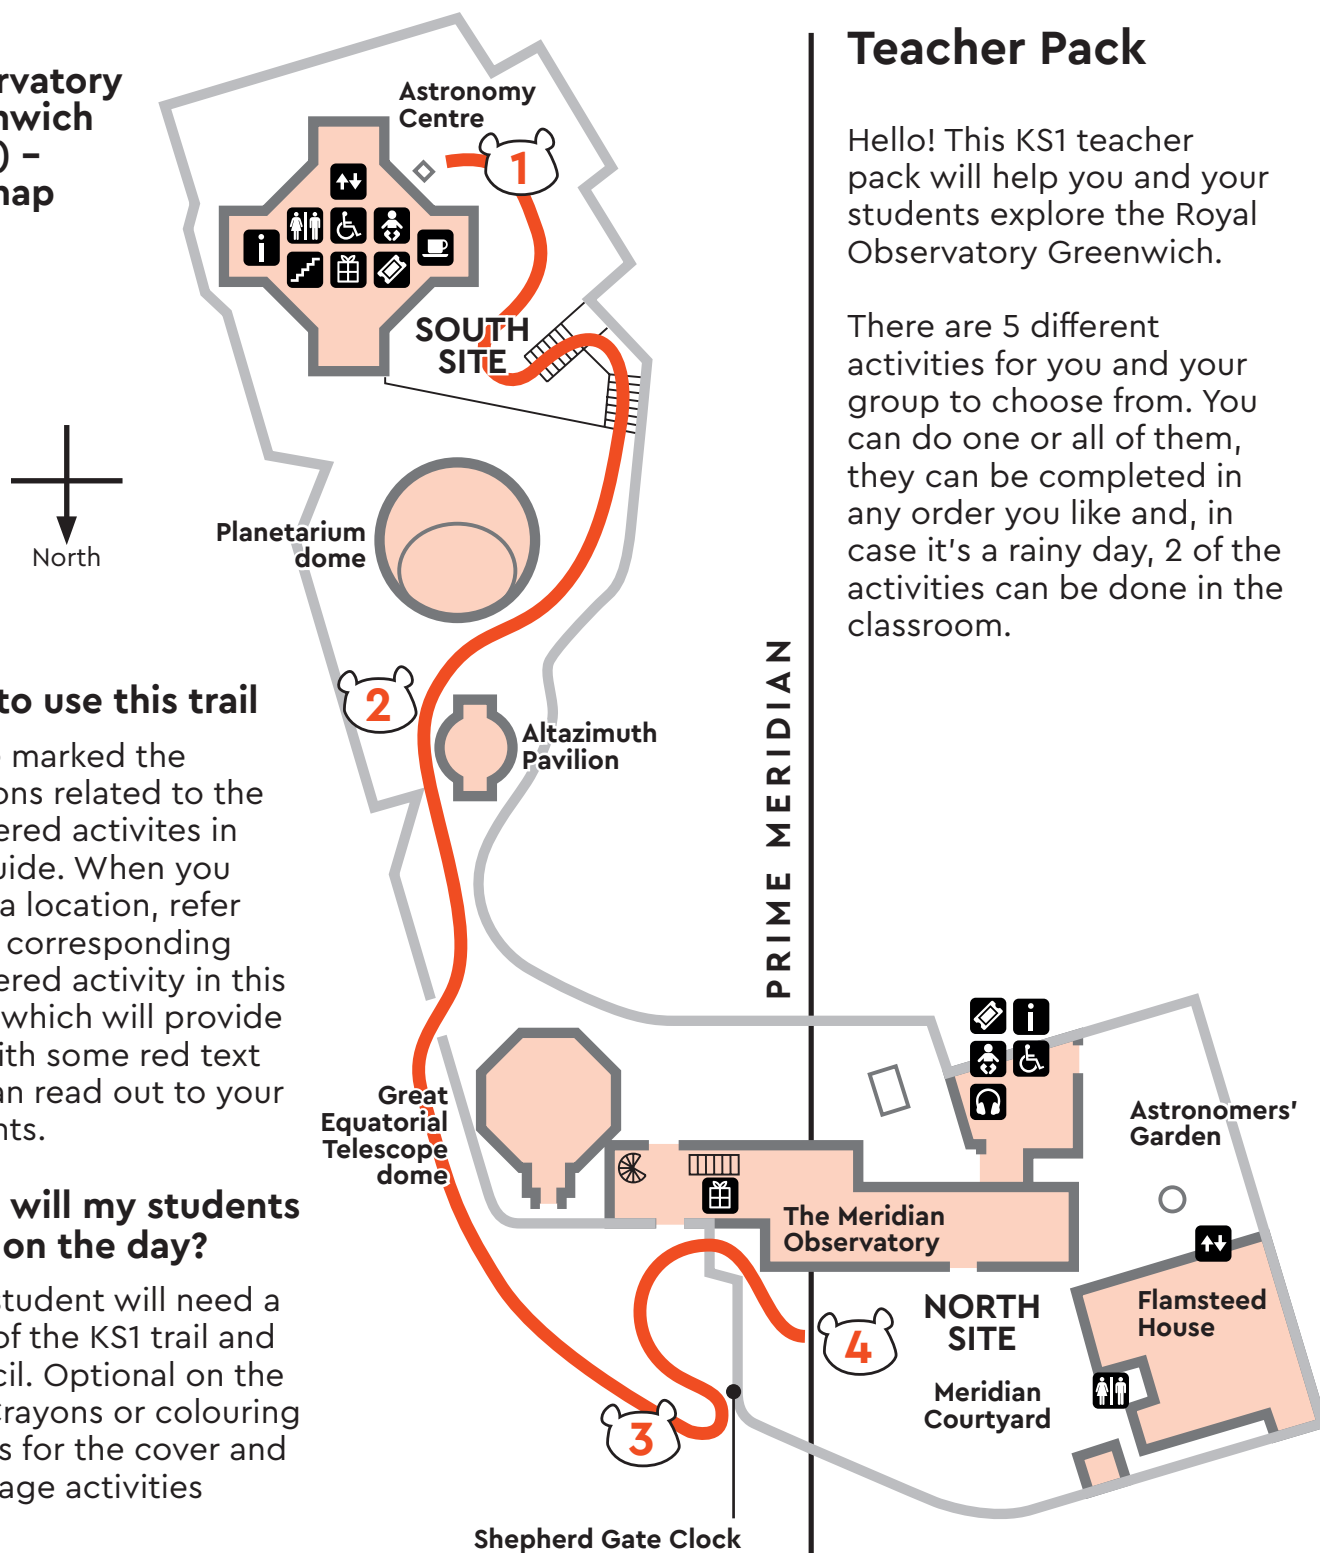 rvatory
nwich
) –
map
Teacher Pack
Hello! This KS1 teacher
pack will help you and your
students explore the Royal
Observatory Greenwich.
There are 5 different
activities for you and your
group to choose from. You
can do one or all of them,
they can be completed in
any order you like and, in
case it's a rainy day, 2 of the
activities can be done in the
classroom.
Astronomy
Centre
1
SOUTH
SITE
North
Planetarium
dome
2
Altazimuth
Pavilion
PRIME MERIDIAN
to use this trail
marked the
ons related to the
ered activites in
uide. When you
a location, refer
corresponding
ered activity in this
which will provide
ith some red text
an read out to your
nts.
Great
Equatorial
Telescope
dome
will my students
on the day?
student will need a
of the KS1 trail and
cil. Optional on the
Crayons or colouring
s for the cover and
age activities
The Meridian
Observatory
Astronomers'
Garden
Flamsteed
House
NORTH
SITE
Meridian
Courtyard
4
3
Shepherd Gate Clock